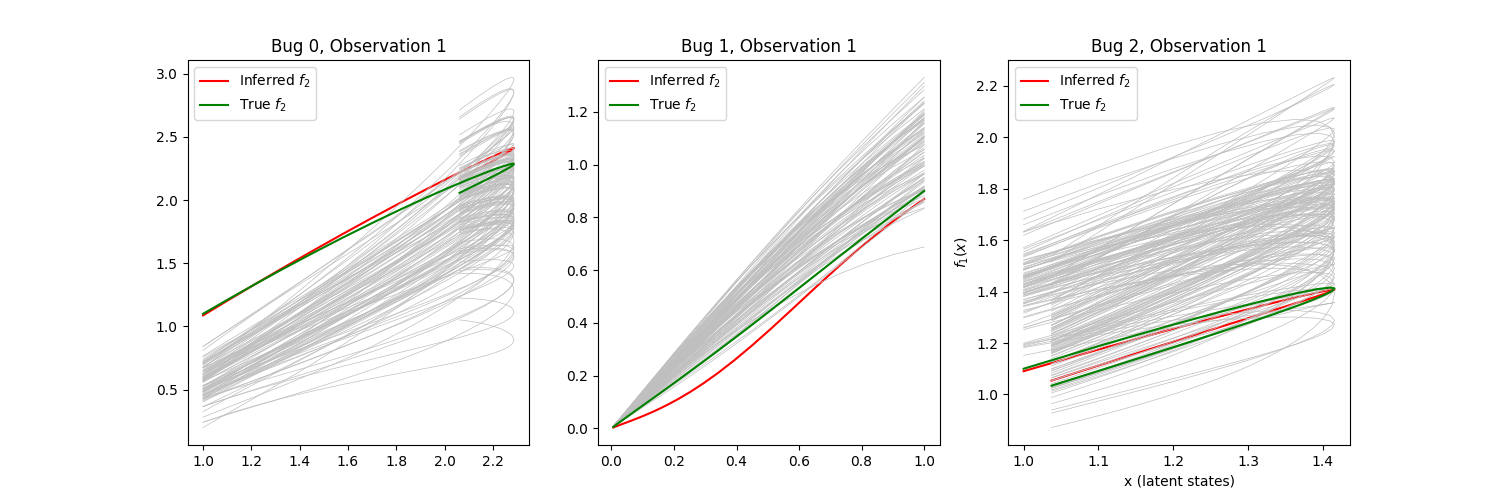 Bug 0, Observation 1
Inferred f₂
True f₂
3.0
2.5
2.0
1.5
1.0
0.5
1.0 1.2 1.4 1.6 1.8 2.0 2.2
Bug 1, Observation 1
Inferred f₂
True f₂
1.2
1.0
0.8
0.6
0.4
0.2
0.0
0.0 0.2 0.4 0.6 0.8 1.0
Bug 2, Observation 1
Inferred f₂
True f₂
f₁(x)
2.2
2.0
1.8
1.6
1.4
1.2
1.0
1.0 1.1 1.2 1.3 1.4
x (latent states)